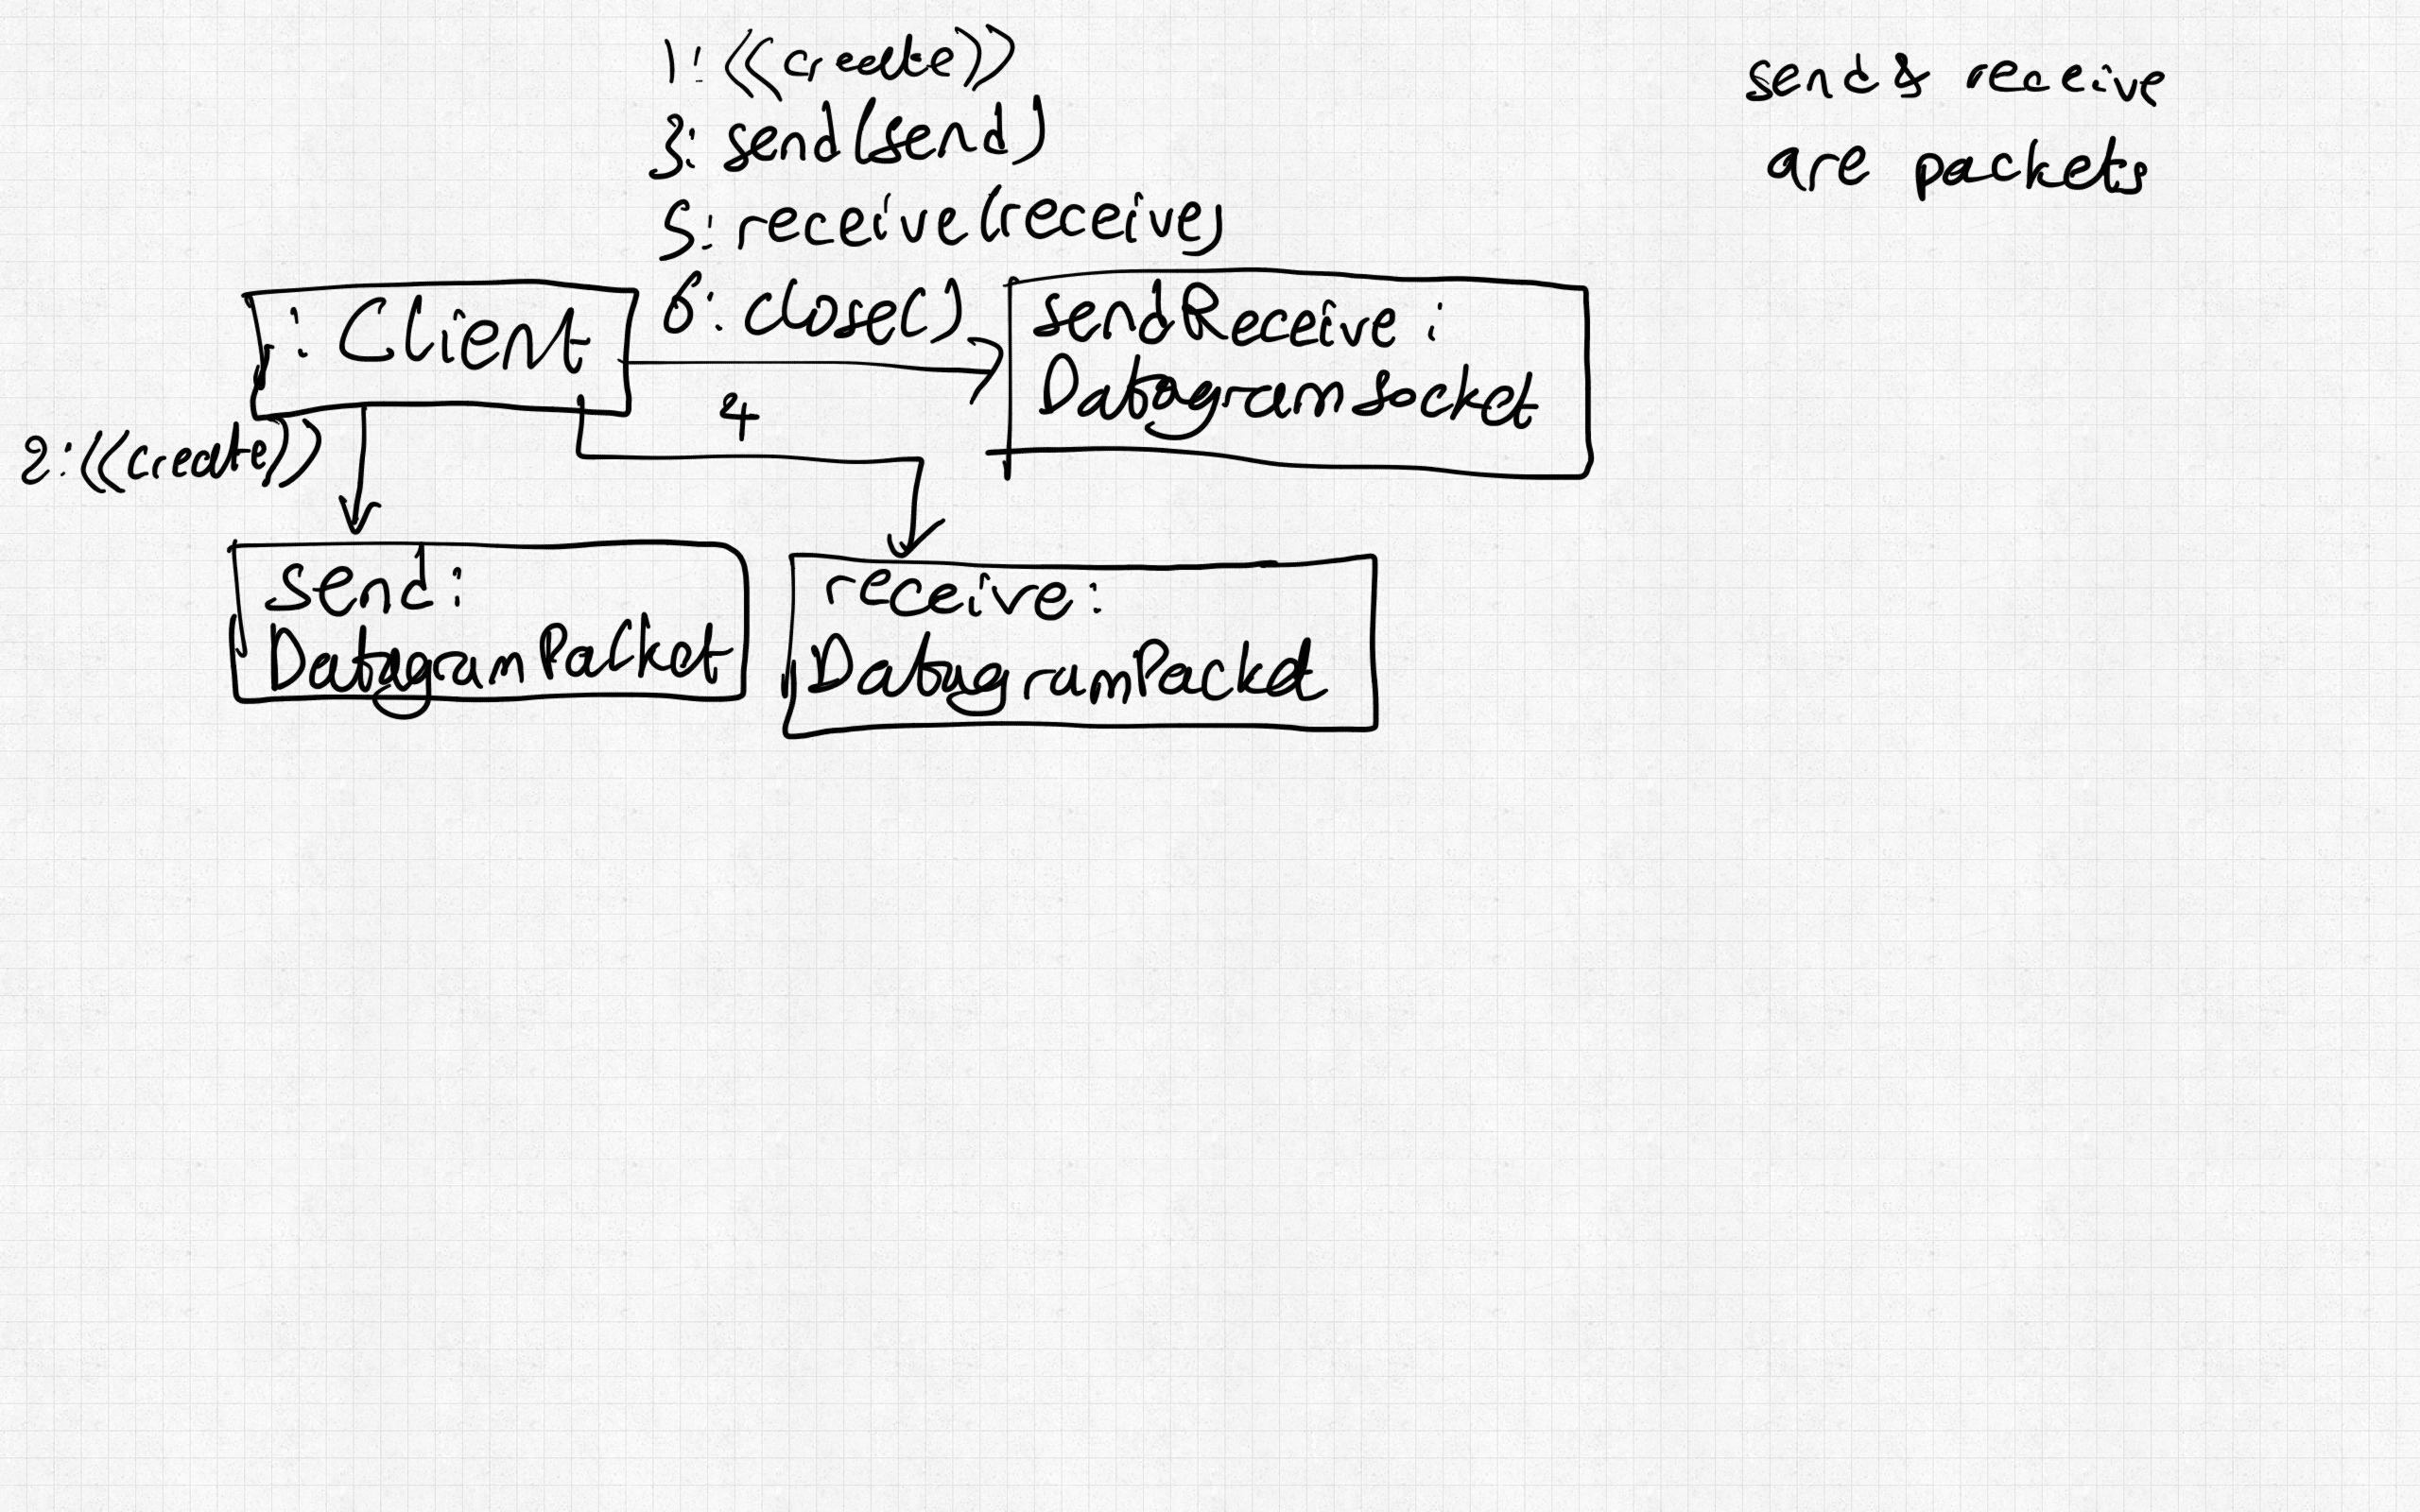 1: <<create>>
3: send(send)
5: receive(receive)
6: close()
send & receive
are packets
: Client
sendReceive :
DatagramSocket
4
2: <<create>>
send:
DatagramPacket
receive:
DatagramPacket